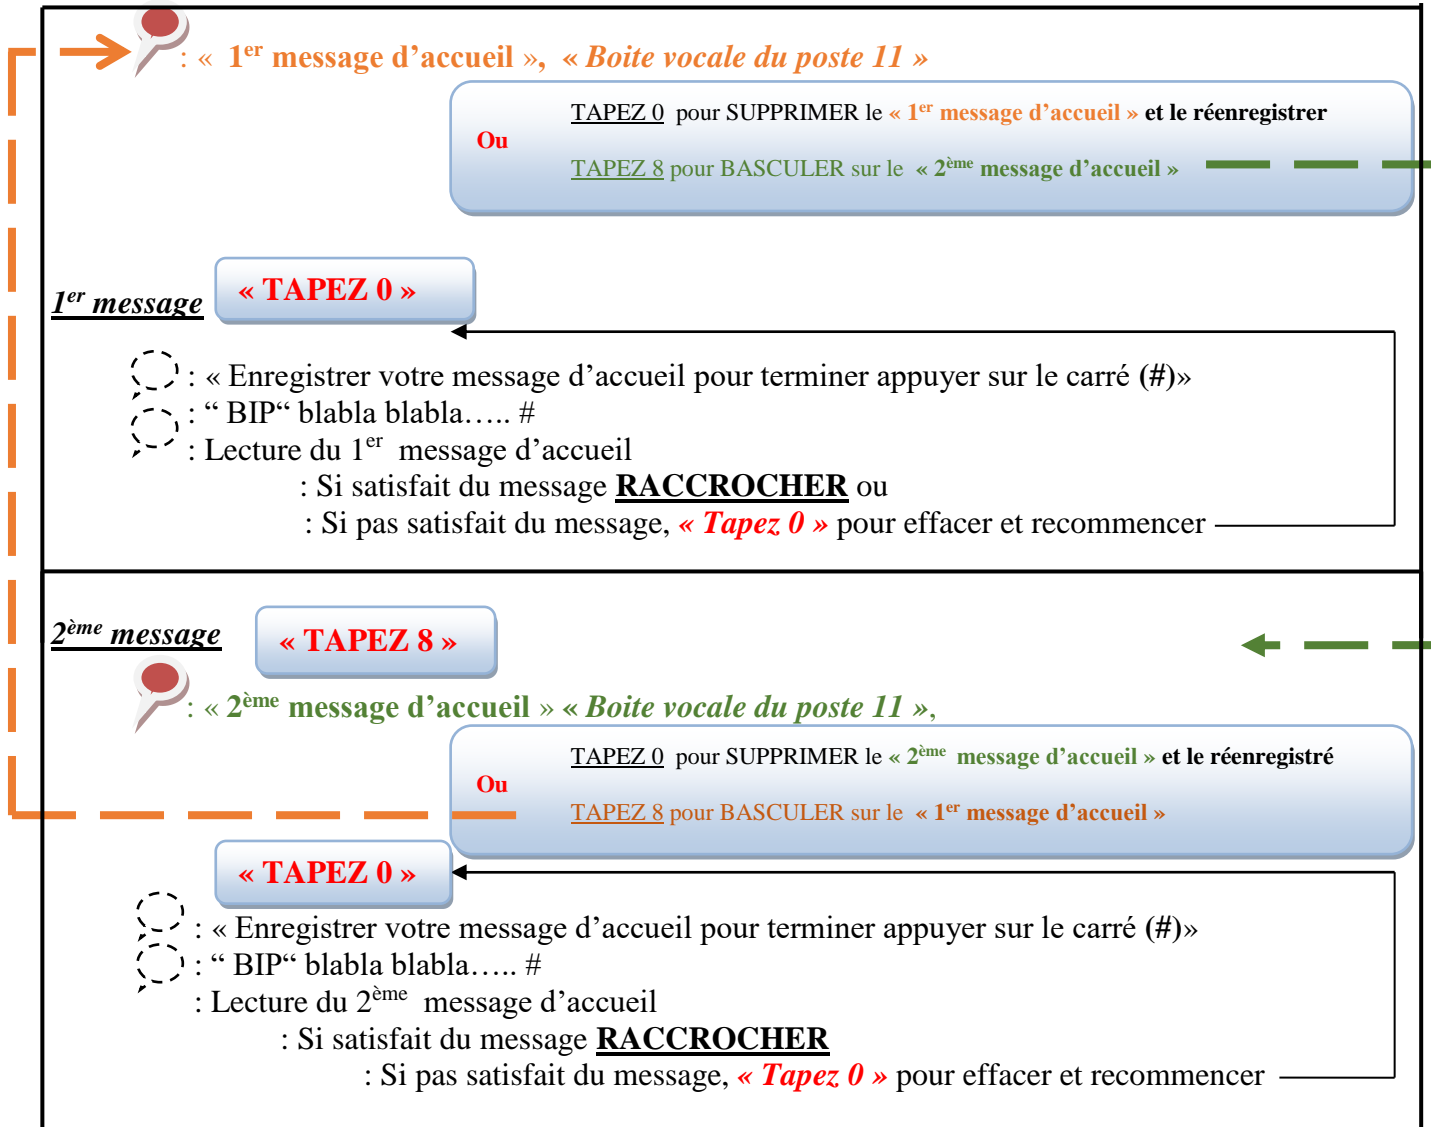 : « 1er message d’accueil », « Boite vocale du poste 11 »
TAPEZ 0 pour SUPPRIMER le « 1er message d’accueil » et le réenregistrer
Ou
TAPEZ 8 pour BASCULER sur le « 2ème message d’accueil »
1er message « TAPEZ 0 »
: « Enregistrer votre message d’accueil pour terminer appuyer sur le carré (#)»
: “ BIP“ blabla blabla….. #
: Lecture du 1er message d’accueil
: Si satisfait du message RACCROCHER ou
: Si pas satisfait du message, « Tapez 0 » pour effacer et recommencer
2ème message « TAPEZ 8 »
: « 2ème message d’accueil » « Boite vocale du poste 11 »,
TAPEZ 0 pour SUPPRIMER le « 2ème message d’accueil » et le réenregistré
Ou
TAPEZ 8 pour BASCULER sur le « 1er message d’accueil »
« TAPEZ 0 »
: « Enregistrer votre message d’accueil pour terminer appuyer sur le carré (#)»
: “ BIP“ blabla blabla….. #
: Lecture du 2ème message d’accueil
: Si satisfait du message RACCROCHER
: Si pas satisfait du message, « Tapez 0 » pour effacer et recommencer